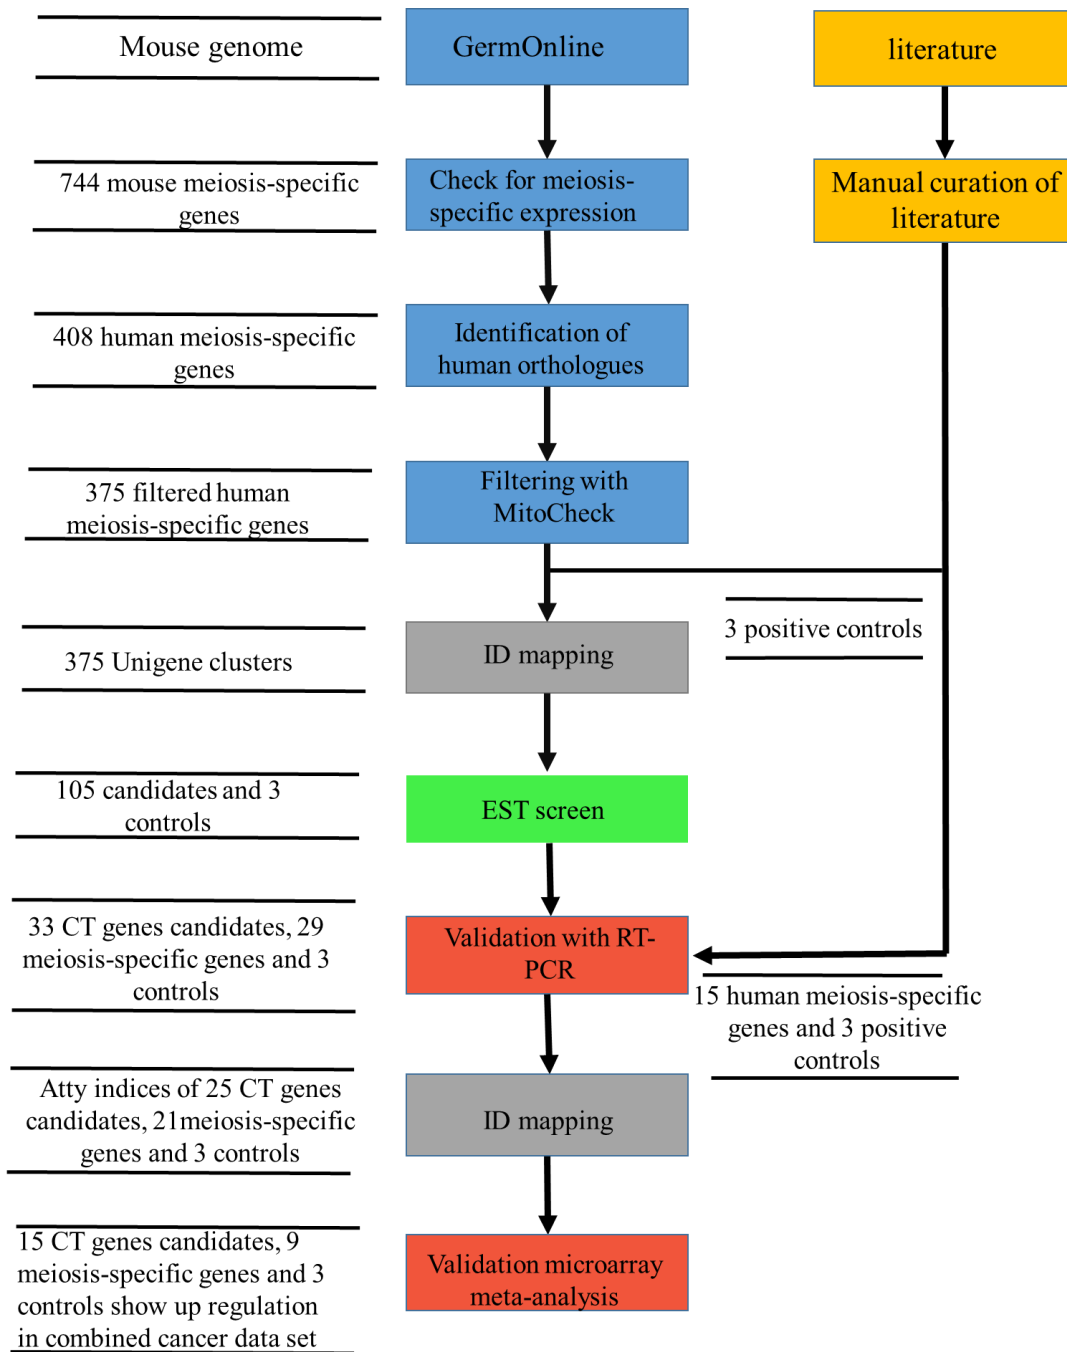 Mouse genome
GermOnline
literature
744 mouse meiosis-specific
genes
Check for meiosis-
specific expression
Manual curation of
literature
408 human meiosis-specific
genes
Identification of
human orthologues
375 filtered human
meiosis-specific genes
Filtering with
MitoCheck
3 positive controls
375 Unigene clusters
ID mapping
105 candidates and 3
controls
EST screen
33 CT genes candidates, 29
meiosis-specific genes and 3
controls
Validation with RT-
PCR
15 human meiosis-specific
genes and 3 positive
controls
Atty indices of 25 CT genes
candidates, 21meiosis-specific
genes and 3 controls
ID mapping
15 CT genes candidates, 9
meiosis-specific genes and 3
controls show up regulation
in combined cancer data set
Validation microarray
meta-analysis